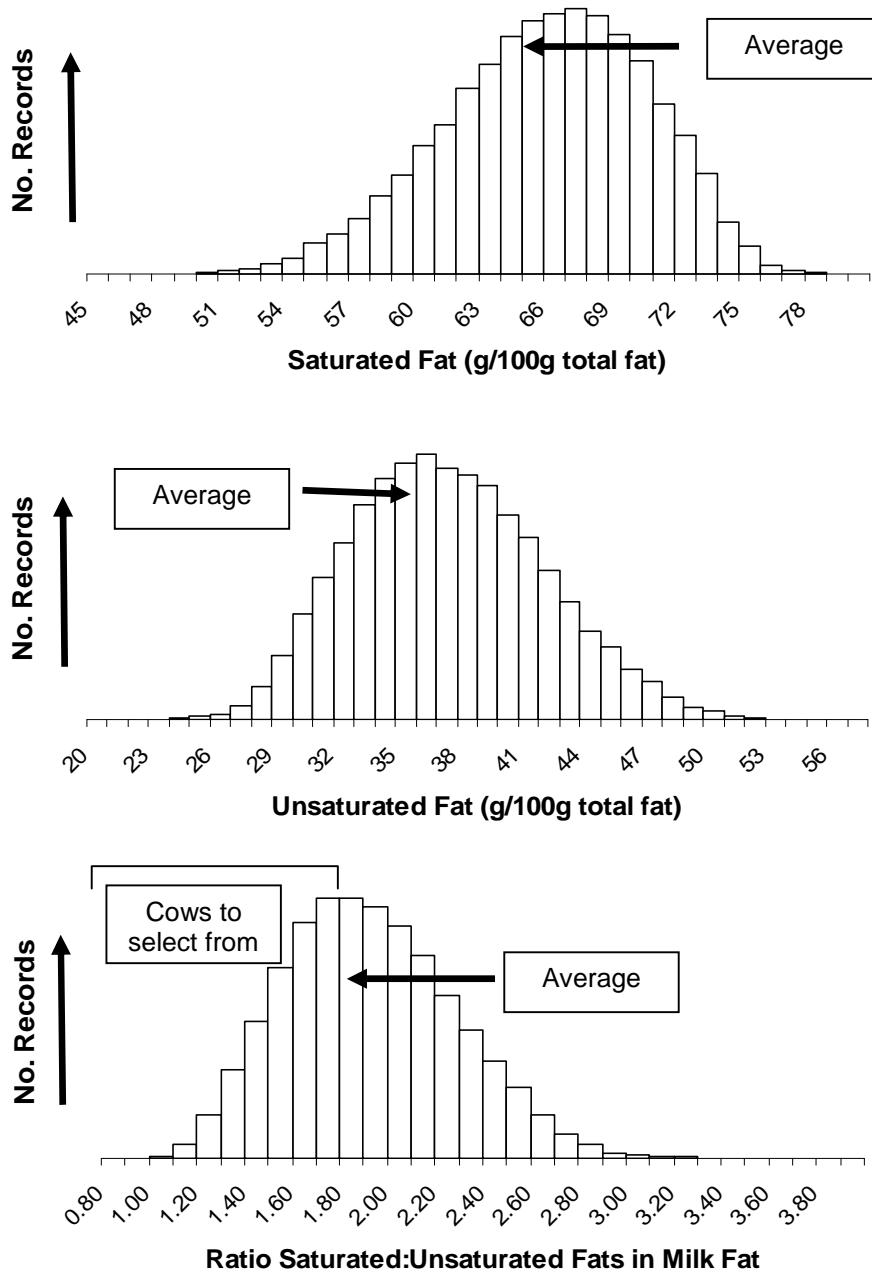 Average
No. Records
45 48 51 54 57 60 63 66 69 72 75 78
Saturated Fat (g/100g total fat)
Average
No. Records
20 23 26 29 32 35 38 41 44 47 50 53 56
Unsaturated Fat (g/100g total fat)
Cows to
select from
Average
No. Records
0.80 1.00 1.20 1.40 1.60 1.80 2.00 2.20 2.40 2.60 2.80 3.00 3.20 3.40 3.60 3.80
Ratio Saturated:Unsaturated Fats in Milk Fat